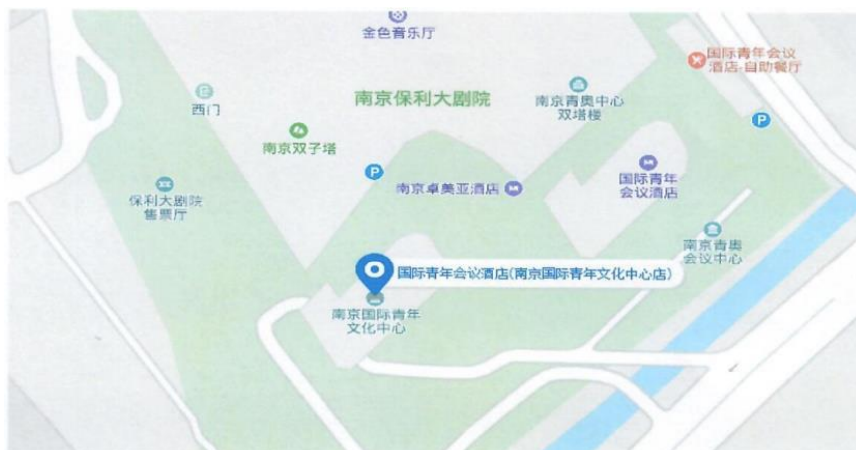 金色音乐厅
国际青年会议
酒店-自助餐厅
西门
南京保利大剧院
南京青奥中心
双塔楼
P
南京双子塔
P
南京卓美亚酒店
国际青年
会议酒店
保利大剧院
售票厅
南京青奥
会议中心
国际青年会议酒店(南京国际青年文化中心店)
南京国际青年
文化中心